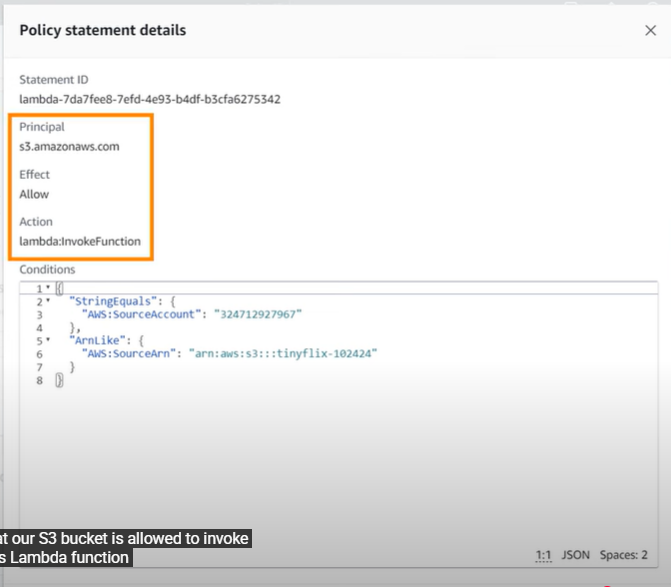 Policy statement details
Statement ID
lambda-7da7fee8-7efd-4e93-b4df-b3cfa6275342
Principal
s3.amazonaws.com
Effect
Allow
Action
lambda:InvokeFunction
Conditions
1 {
2 "StringEquals": {
3 "AWS:SourceAccount": "324712927967"
4 },
5 "ArnLike": {
6 "AWS:SourceArn": "arn:aws:s3:::tinyflix-102424"
7 }
8 }
at our S3 bucket is allowed to invoke
s Lambda function
1:1 JSON Spaces: 2